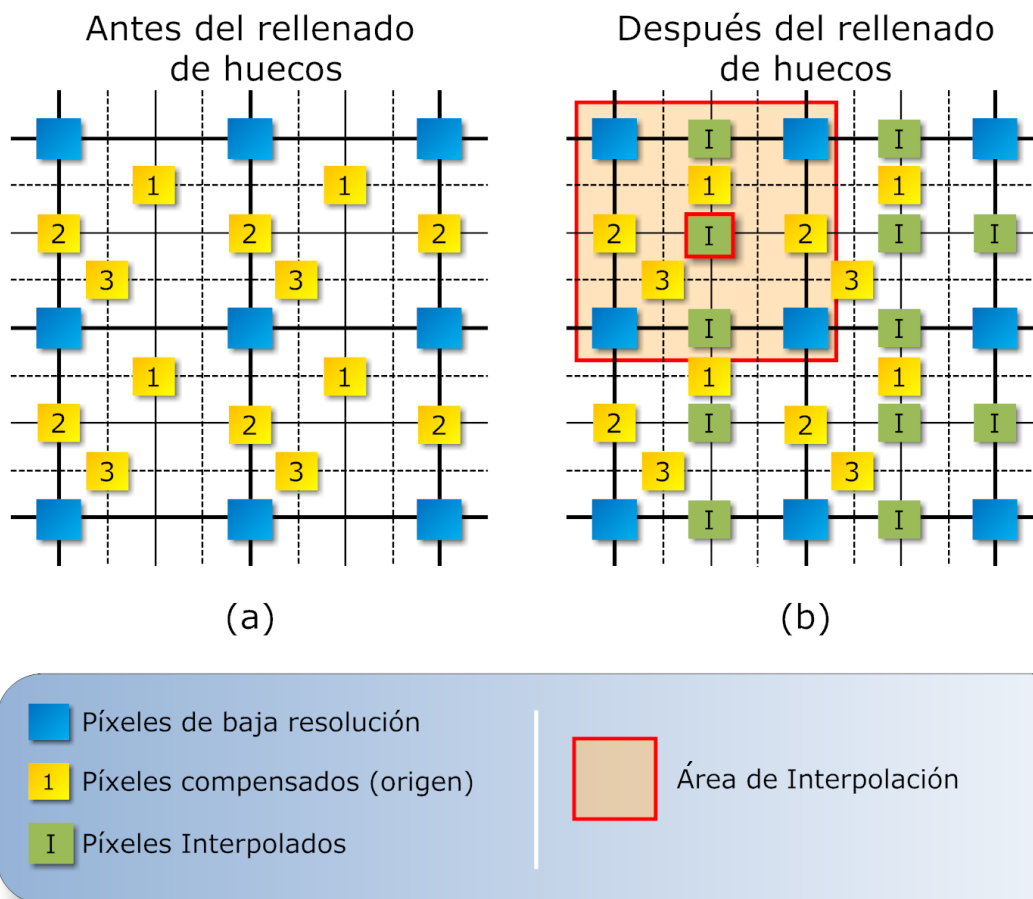 Antes del rellenado
de huecos
1 1
2 2 2
3 3
1 1
2 2 2
3 3
(a)
Después del rellenado
de huecos
I I
1 1
2 I 2 I I
3 3
I I
1 1
2 I 2 I I
3 3
I I
(b)
Píxeles de baja resolución
1 Píxeles compensados (origen)
I Píxeles Interpolados
Área de Interpolación